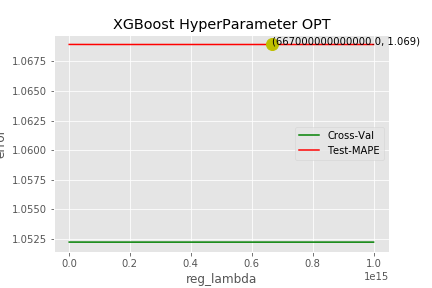 XGBoost HyperParameter OPT
(667000000000000.0, 1.069)
1.0675
1.0650
1.0625
1.0600
1.0575
1.0550
1.0525
error
Cross-Val
Test-MAPE
0.0 0.2 0.4 0.6 0.8 1.0
1e15
reg_lambda